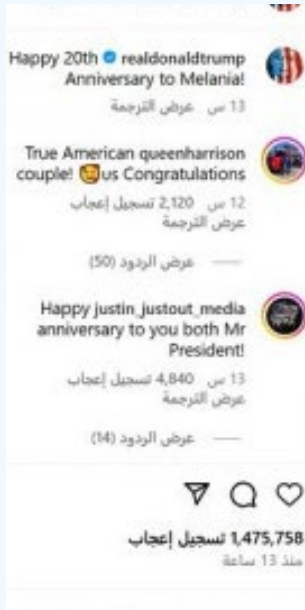 Happy 20th realdonaldtrump
Anniversary to Melania!
13 س عرض الترجمة
True American queenharrison
couple! us Congratulations
12 س 2,120 تسجيل إعجاب
عرض الترجمة
عرض الردود (50)
Happy justin_justout_media
anniversary to you both Mr
President!
13 س 4,840 تسجيل إعجاب
عرض الترجمة
عرض الردود (14)
1,475,758 تسجيل إعجاب
منذ 13 ساعة